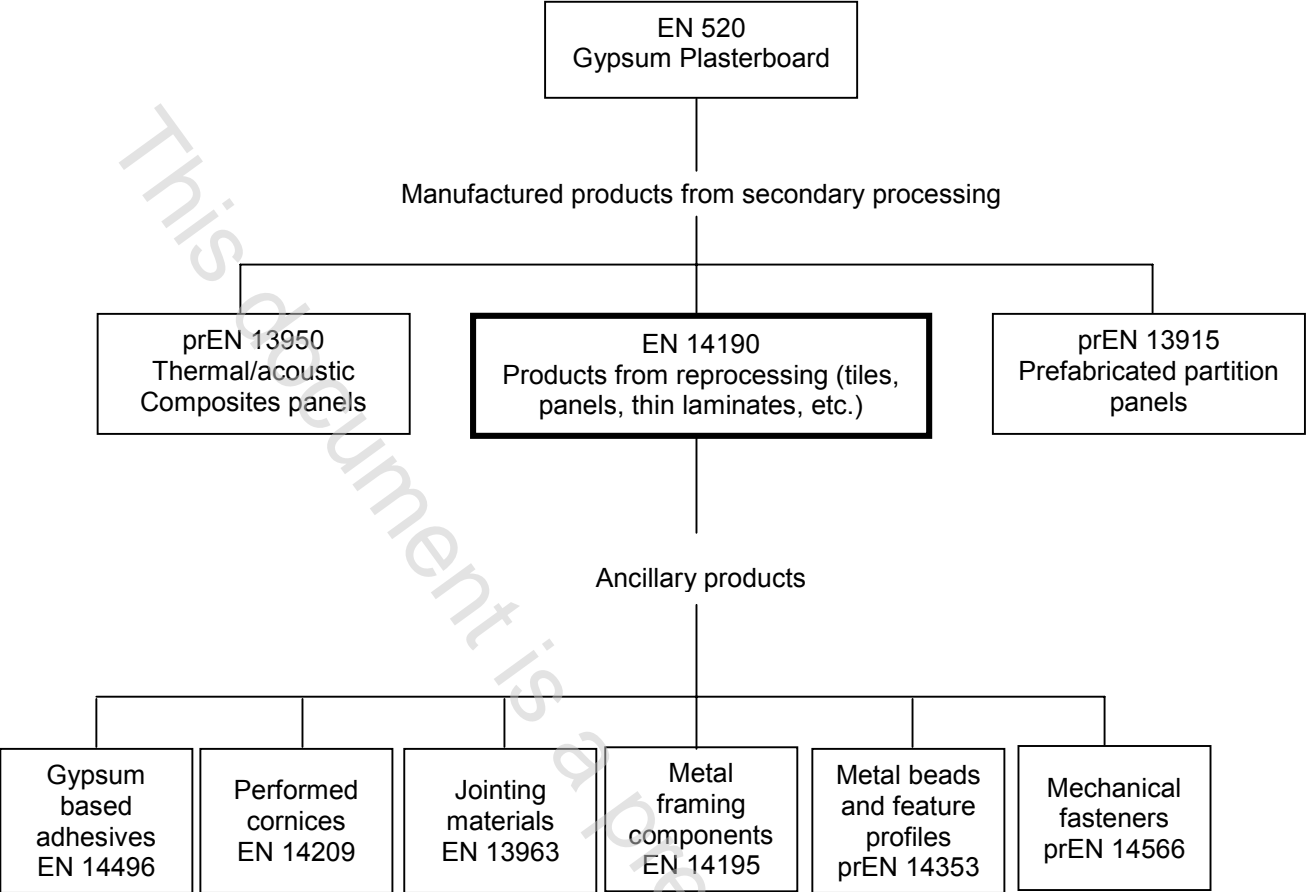 EN 520
Gypsum Plasterboard
Manufactured products from secondary processing
prEN 13950
Thermal/acoustic
Composites panels
EN 14190
Products from reprocessing (tiles,
panels, thin laminates, etc.)
prEN 13915
Prefabricated partition
panels
Ancillary products
Gypsum
based
adhesives
EN 14496
Performed
cornices
EN 14209
Jointing
materials
EN 13963
Metal
framing
components
EN 14195
Metal beads
and feature
profiles
prEN 14353
Mechanical
fasteners
prEN 14566
This document is a pre